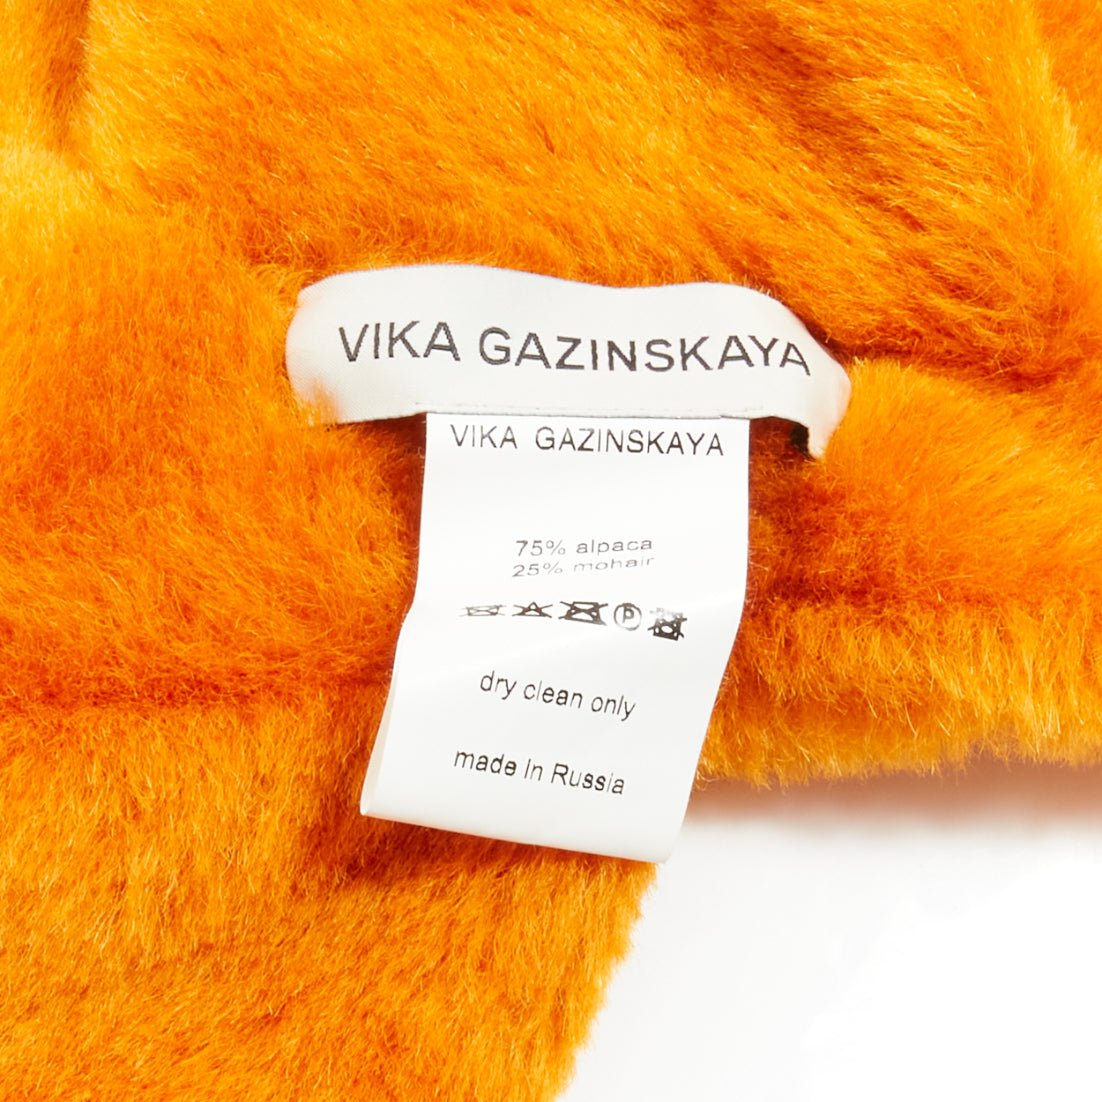 VIKA GAZINSKAYA
VIKA GAZINSKAYA
75% alpaca
25% mohair
P
dry clean only
made in Russia